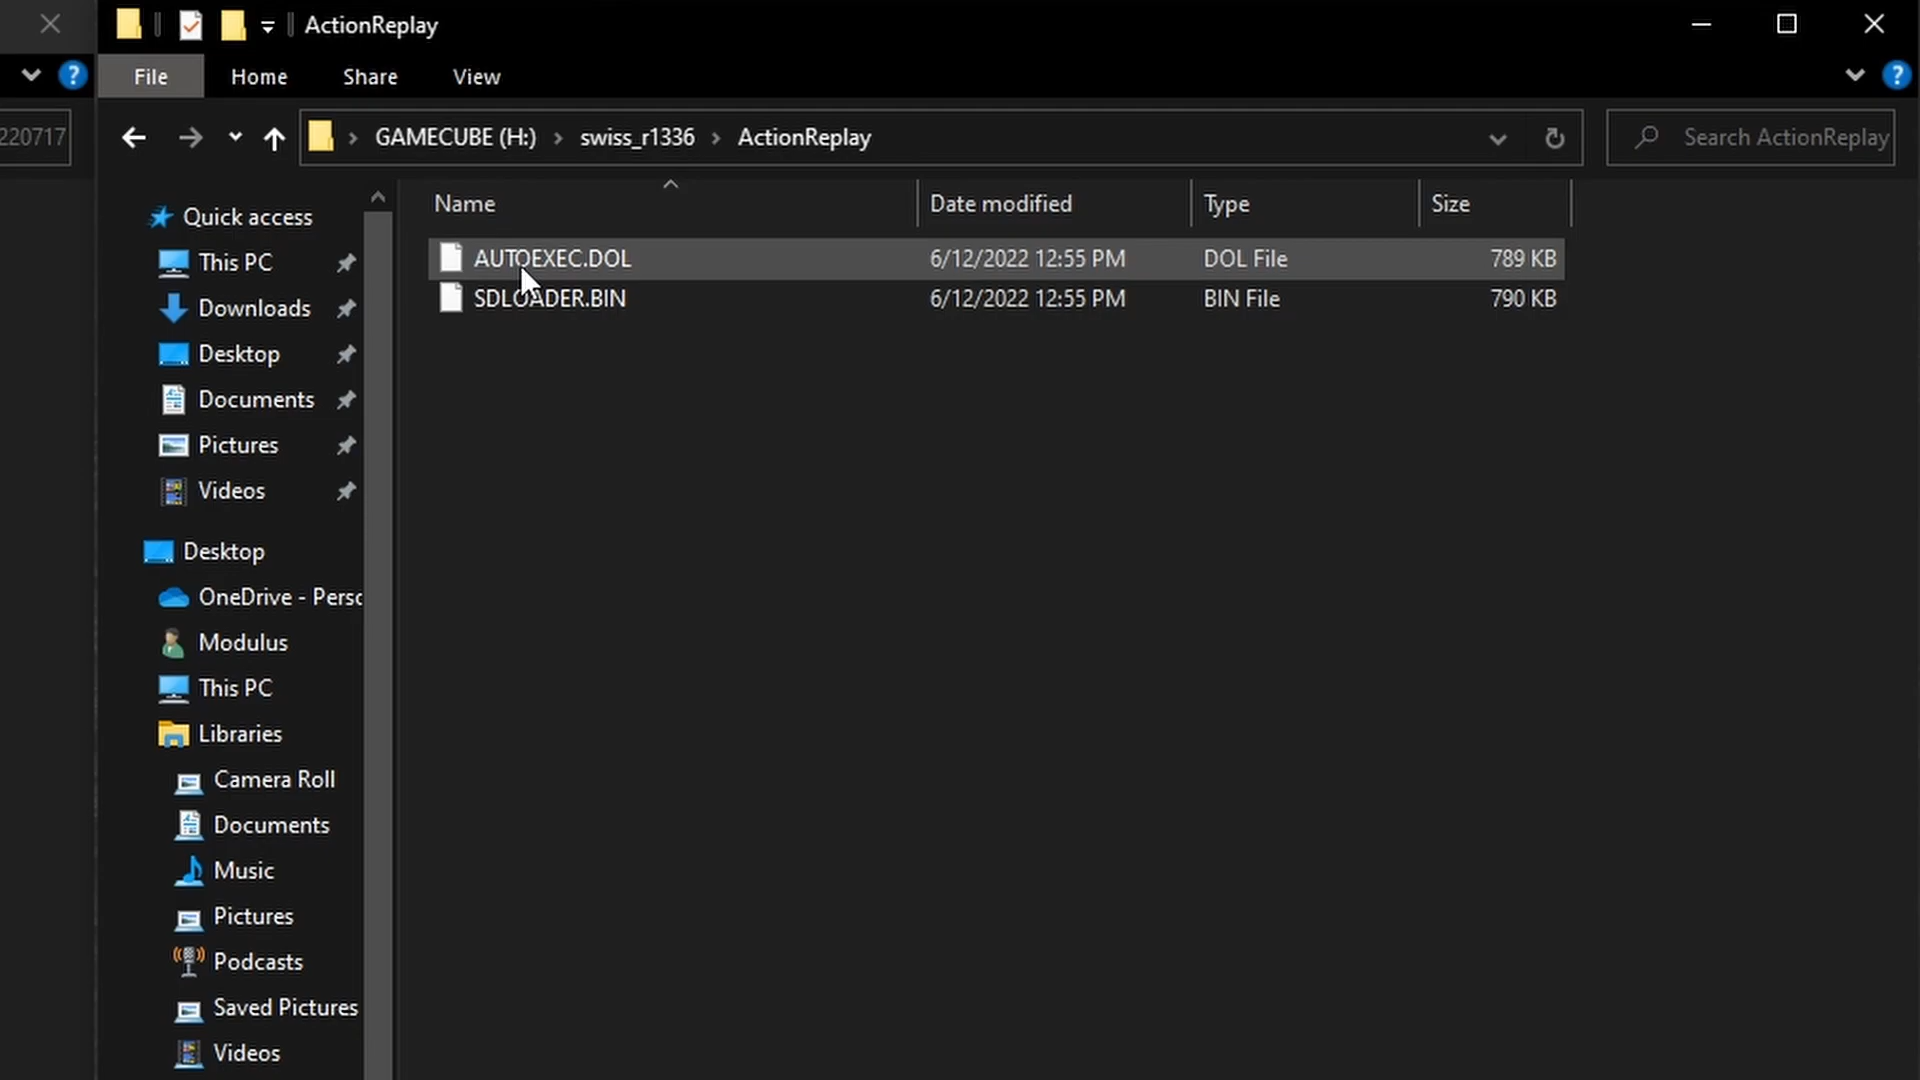 ActionReplay
File Home Share View
220717
GAMECUBE (H:) swiss_r1336 ActionReplay
Search ActionReplay
Name Date modified Type Size
AUTOEXEC.DOL 6/12/2022 12:55 PM DOL File 789 KB
SDLOADER.BIN 6/12/2022 12:55 PM BIN File 790 KB
Quick access
This PC
Downloads
Desktop
Documents
Pictures
Videos
Desktop
OneDrive - Perso
Modulus
This PC
Libraries
Camera Roll
Documents
Music
Pictures
Podcasts
Saved Pictures
Videos